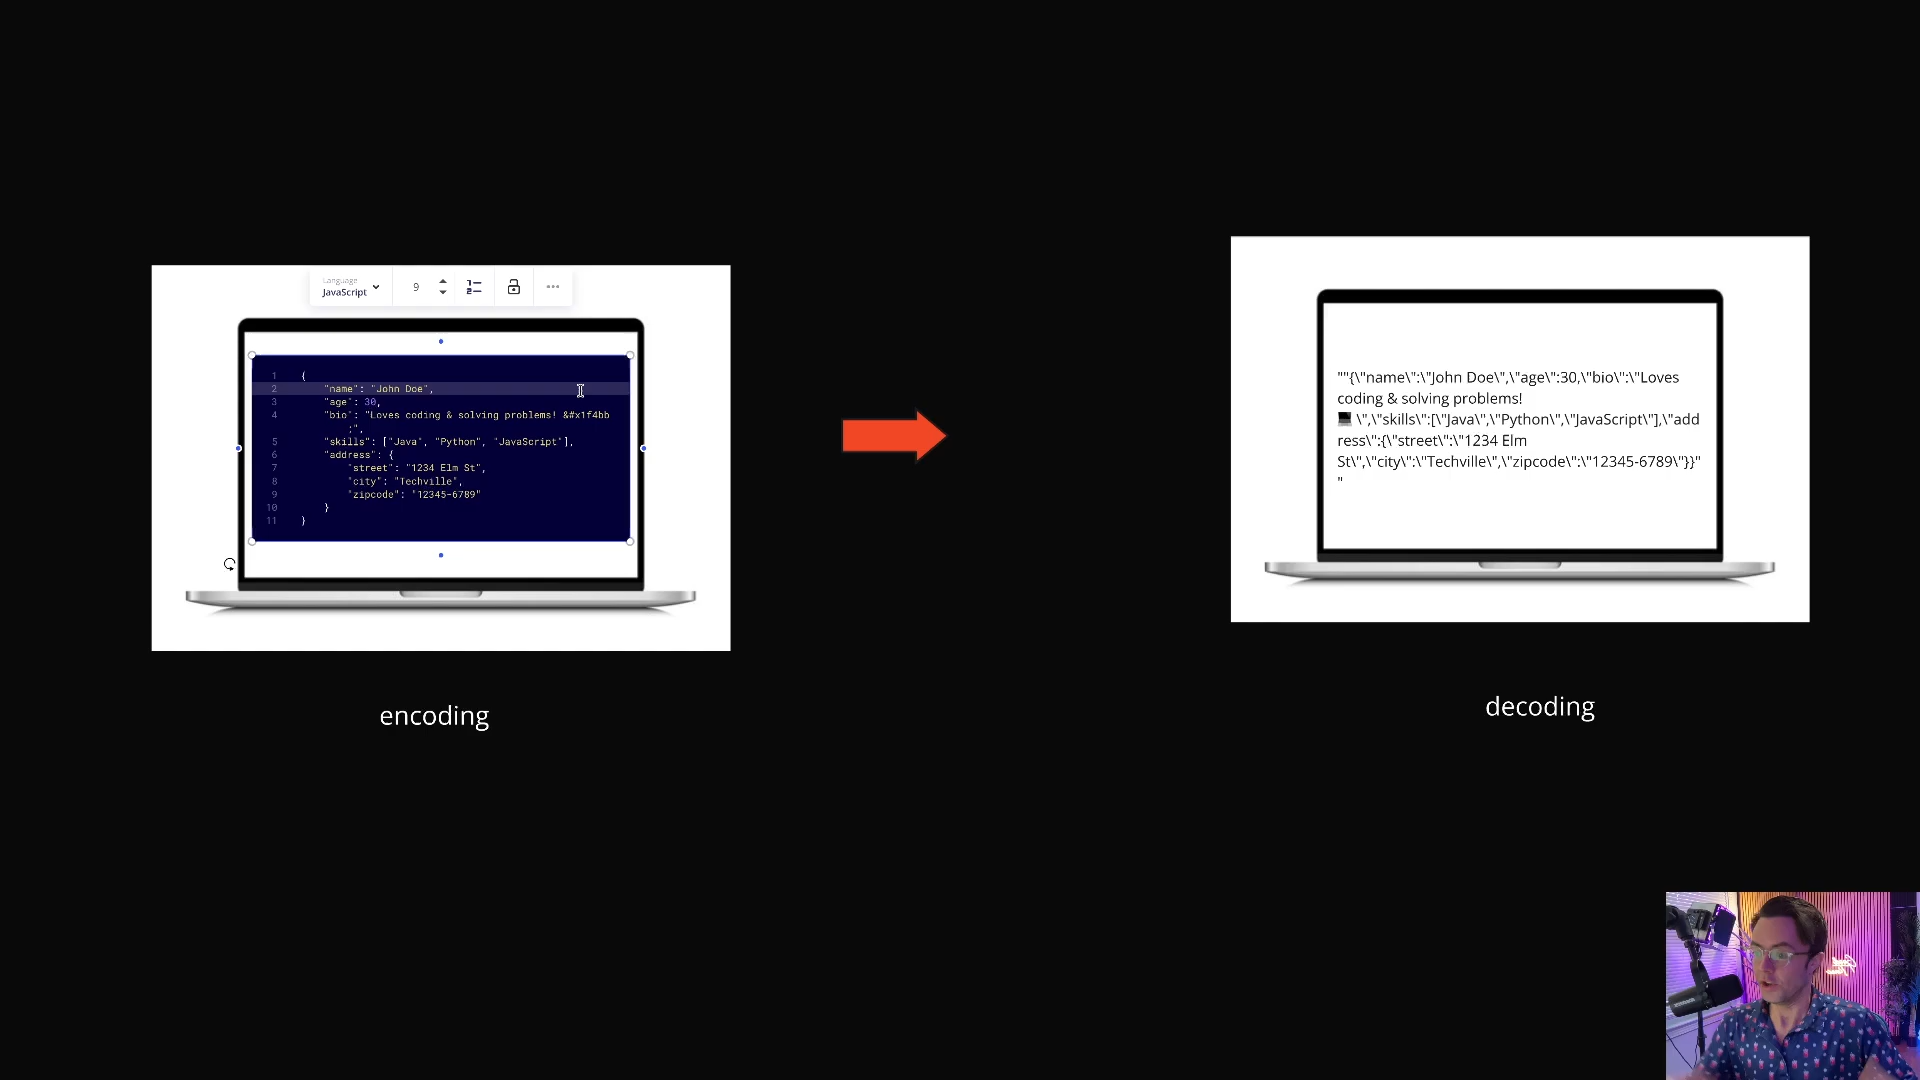 Language
JavaScript
9
1
{
2
"name": "John Doe",
3
"age": 30,
4
"bio": "Loves coding & solving problems! &#x1f4bb
;",
5
"skills": ["Java", "Python", "JavaScript"],
6
"address": {
7
"street": "1234 Elm St",
8
"city": "Techville",
9
"zipcode": "12345-6789"
10
}
11
}
encoding
""{\"name\":\"John Doe\",\"age\":30,\"bio\":\"Loves
coding & solving problems!
💻 \",\"skills\":[\"Java\",\"Python\",\"JavaScript\"],\"add
ress\":{\"street\":\"1234 Elm
St\",\"city\":\"Techville\",\"zipcode\":\"12345-6789\"}}"
"
decoding